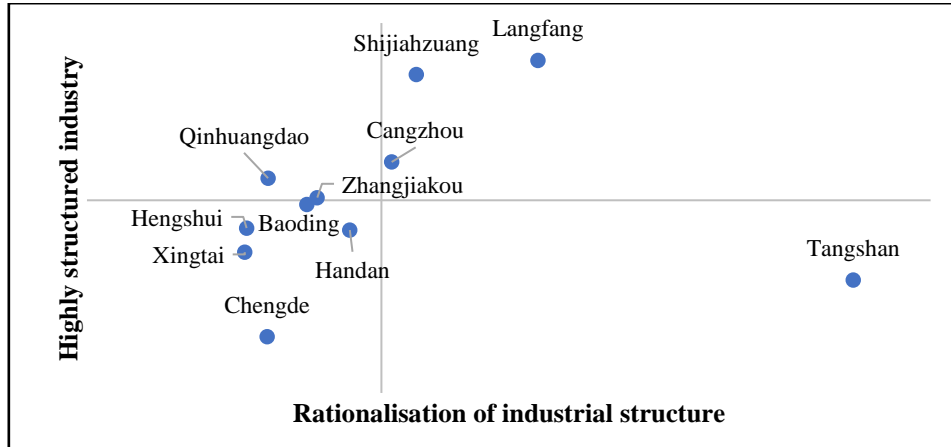 Langfang
Shijiahzuang
Cangzhou
Qinhuangdao
Zhangjiakou
Hengshui
Baoding
Xingtai
Handan
Tangshan
Chengde
Highly structured industry
Rationalisation of industrial structure